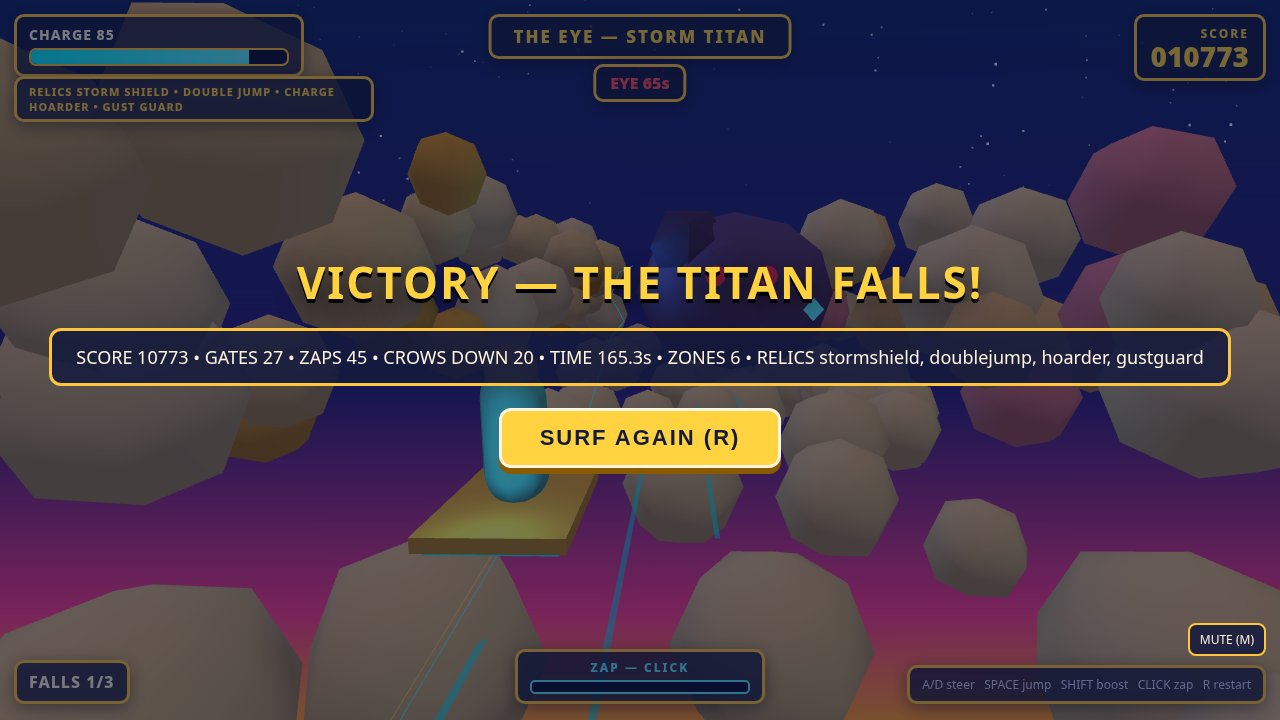 CHARGE 85
RELICS STORM SHIELD • DOUBLE JUMP • CHARGE
HOARDER • GUST GUARD
THE EYE — STORM TITAN
EYE 65s
SCORE
010773
VICTORY — THE TITAN FALLS!
SCORE 10773 • GATES 27 • ZAPS 45 • CROWS DOWN 20 • TIME 165.3s • ZONES 6 • RELICS stormshield, doublejump, hoarder, gustguard
SURF AGAIN (R)
MUTE (M)
FALLS 1/3
ZAP — CLICK
A/D steer SPACE jump SHIFT boost CLICK zap R restart